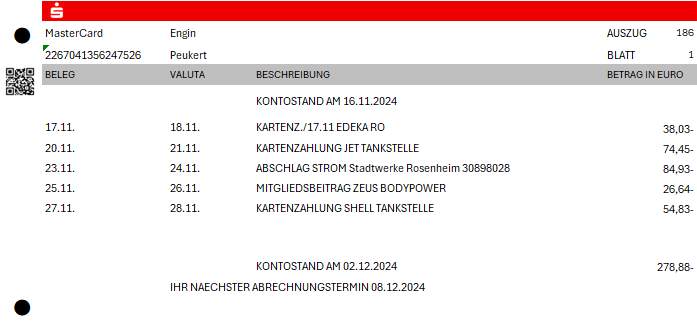 MasterCard Engin AUSZUG 186
2267041356247526 Peukert BLATT 1
BELEG VALUTA BESCHREIBUNG BETRAG IN EURO
KONTOSTAND AM 16.11.2024
17.11. 18.11. KARTENZ./17.11 EDEKA RO 38,03-
20.11. 21.11. KARTENZAHLUNG JET TANKSTELLE 74,45-
23.11. 24.11. ABSCHLAG STROM Stadtwerke Rosenheim 30898028 84,93-
25.11. 26.11. MITGLIEDSBEITRAG ZEUS BODYPOWER 26,64-
27.11. 28.11. KARTENZAHLUNG SHELL TANKSTELLE 54,83-
KONTOSTAND AM 02.12.2024 278,88-
IHR NAECHSTER ABRECHNUNGSTERMIN 08.12.2024